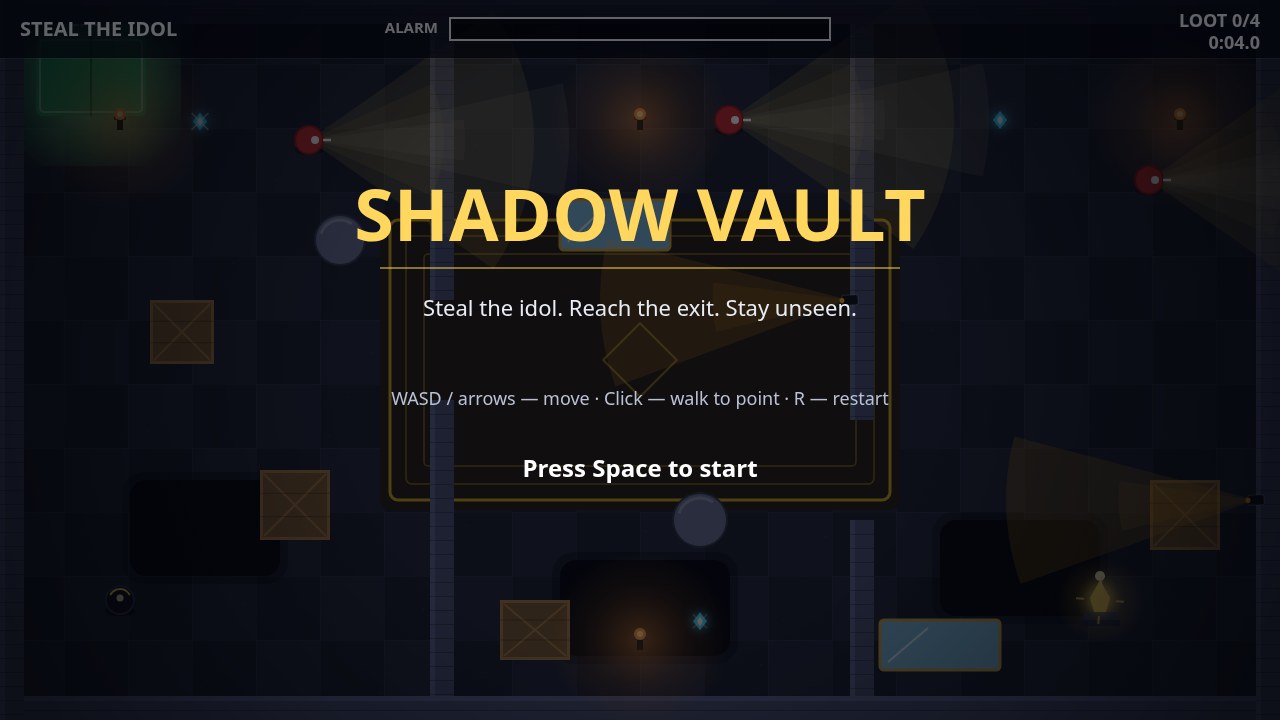 STEAL THE IDOL
ALARM
LOOT 0/4
0:04.0
SHADOW VAULT
Steal the idol. Reach the exit. Stay unseen.
WASD / arrows — move · Click — walk to point · R — restart
Press Space to start